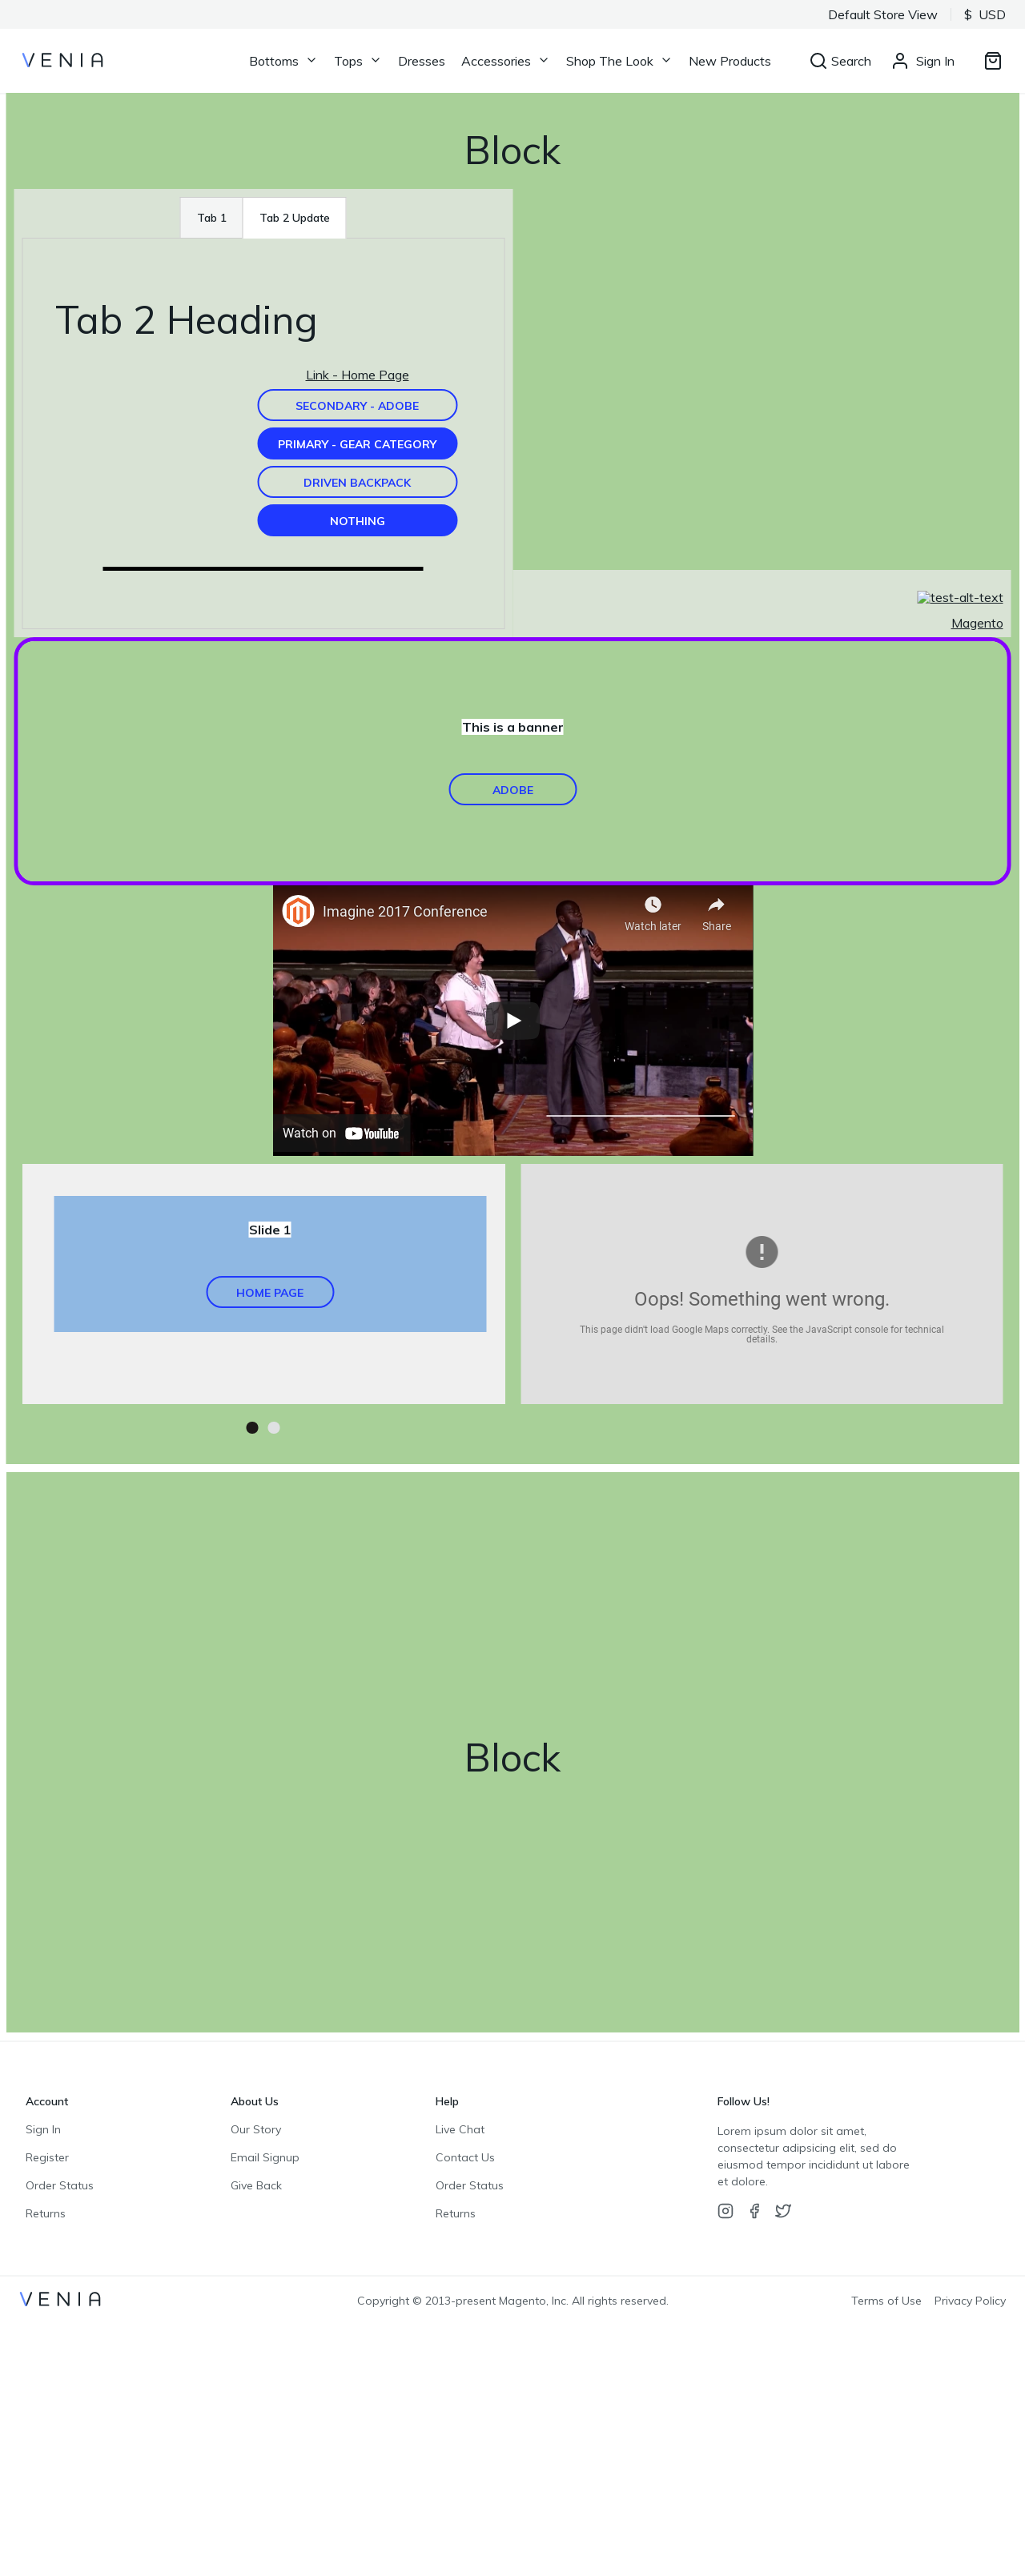 Default Store View
$ USD
VENIA
Bottoms
Tops
Dresses
Accessories
Shop The Look
New Products
Search
Sign In
Block
Tab 1
Tab 2 Update
Tab 2 Heading
Link - Home Page
SECONDARY - ADOBE
PRIMARY - GEAR CATEGORY
DRIVEN BACKPACK
NOTHING
test-alt-text
Magento
This is a banner
ADOBE
Imagine 2017 Conference
Watch later
Share
Watch on YouTube
Slide 1
HOME PAGE
Oops! Something went wrong.
This page didn't load Google Maps correctly. See the JavaScript console for technical
details.
Block
Account
Sign In
Register
Order Status
Returns
About Us
Our Story
Email Signup
Give Back
Help
Live Chat
Contact Us
Order Status
Returns
Follow Us!
Lorem ipsum dolor sit amet,
consectetur adipsicing elit, sed do
eiusmod tempor incididunt ut labore
et dolore.
VENIA
Copyright © 2013-present Magento, Inc. All rights reserved.
Terms of Use
Privacy Policy